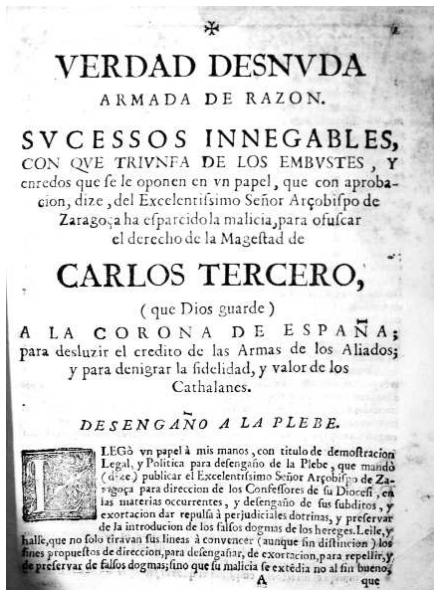 ✠
VERDAD DESNVDA
ARMADA DE RAZON.
SVCESSOS INNEGABLES,
CON QVE TRIVNFA DE LOS EMBVSTES, Y
enredos que ſe le oponen en vn papel, que con aproba-
cion, dize, del Excelentiſsimo Señor Arçobiſpo de
Zaragoça ha eſparcido la malicia, para ofuſcar
el derecho de la Mageſtad de
CARLOS TERCERO,
(que Dios guarde)
A LA CORONA DE ESPAÑA;
para desluzir el credito de las Armas de los Aliados;
y para denigrar la fidelidad, y valor de los
Cathalanes.
DESENGAÑO A LA PLEBE.
LEGò vn papel à mis manos, con titulo de demoſtracion
Legal, y Politica para deſengaño de la Plebe, que mandò
(dize) publicar el Excelentiſsimo Señor Arçobiſpo de Za-
ragoça para direccion de los Confeſſores de ſu Diocesi, en
las materias occurrentes, y deſengaño de ſus ſubditos, y
exortacion dar repulſa à perjudiciales dotrinas, y preſervar
de la introducion de los falſos dogmas de los hereges. Leile, y
hallè, que no ſolo tiravan ſus lineas à convencer (aunque ſin diſtincion) los
fines propueſtos de direccion, para deſengañar, de exorracion, para repellir, y
de preſervar de falſos dogmas; ſino que ſu malicia ſe extēdia no al fin bueno,
A que